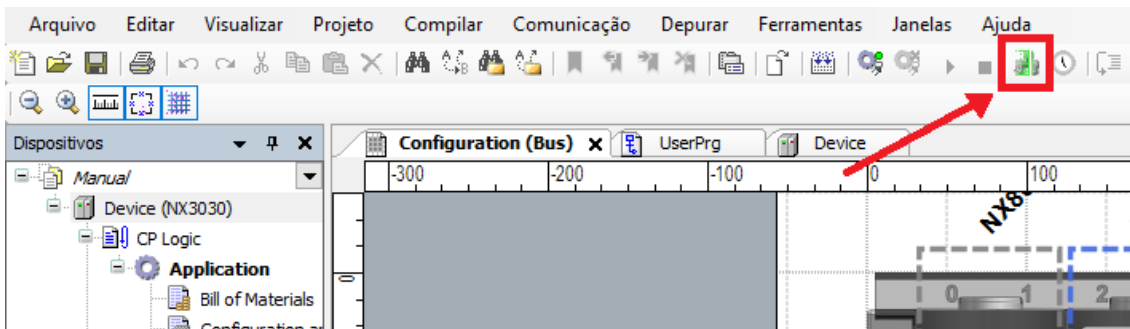 Arquivo Editar Visualizar Projeto Compilar Comunicação Depurar Ferramentas Janelas Ajuda
Dispositivos
Configuration (Bus) UserPrg Device
-300 -200 -100 0 100
Manual
Device (NX3030)
CP Logic
Application
Bill of Materials
0 1 2
0